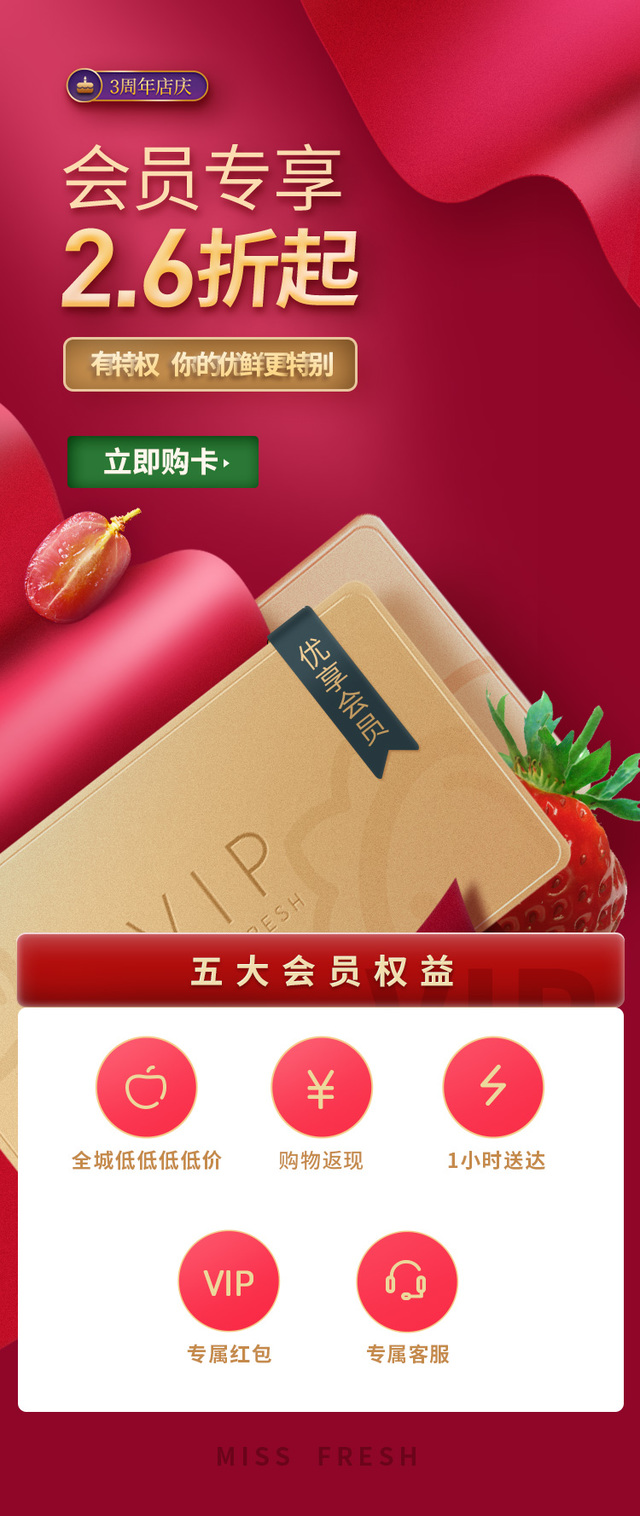 3周年店庆
会员专享
2.6折起
有特权 你的优鲜更特别
立即购卡
优享会员
VIP
FRESH
五大会员权益
VIP
¥
全城低低低低价
购物返现
1小时送达
VIP
专属红包
专属客服
MISS FRESH